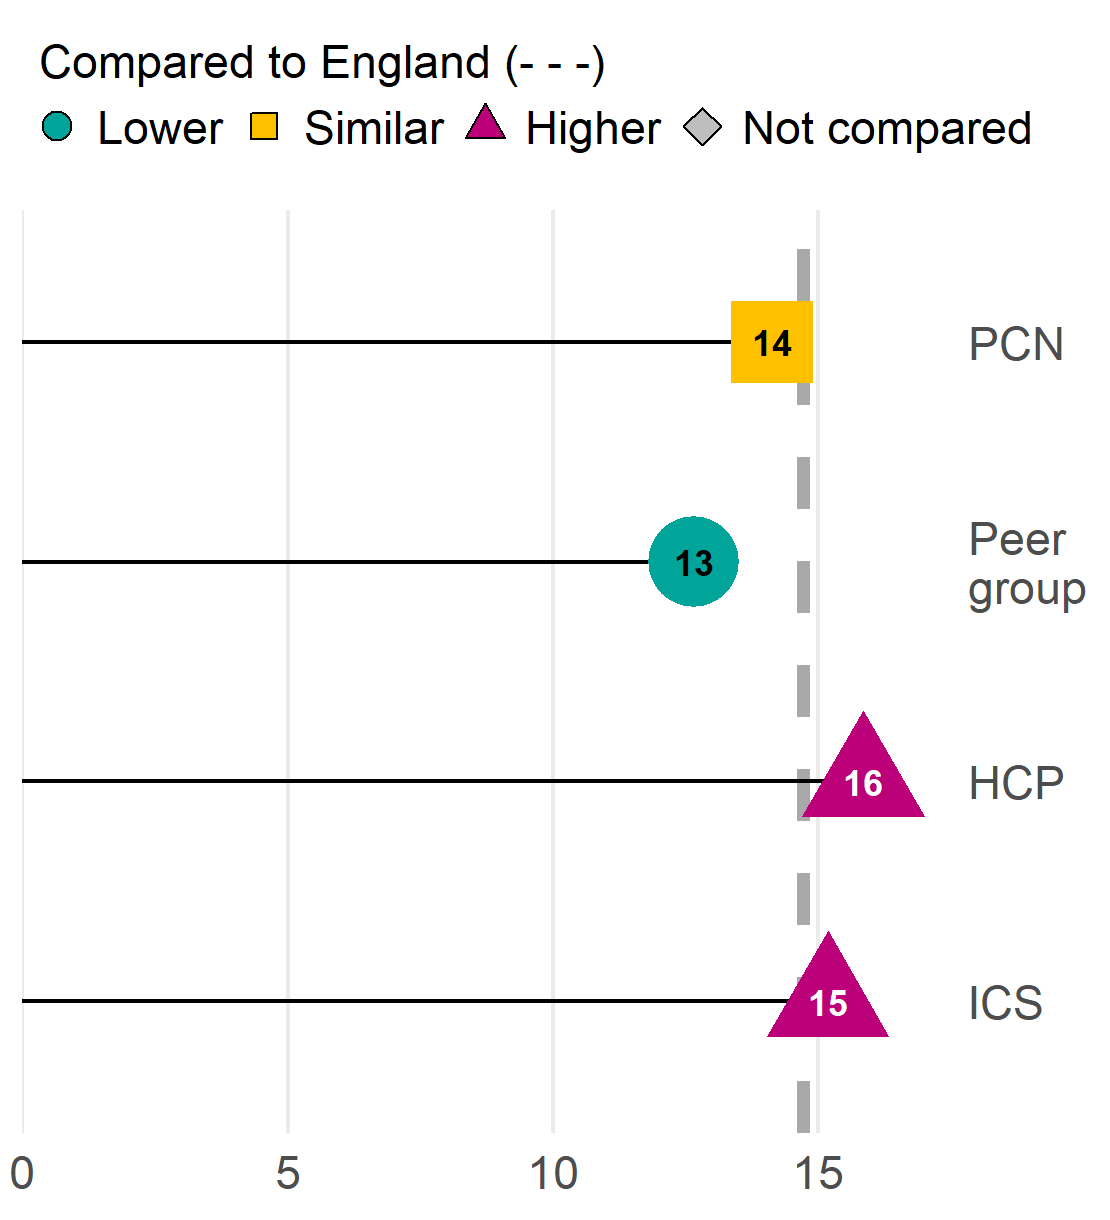 Compared to England (- - -)
Lower Similar Higher Not compared
14 PCN
13 Peer
group
16 HCP
15 ICS
0 5 10 15